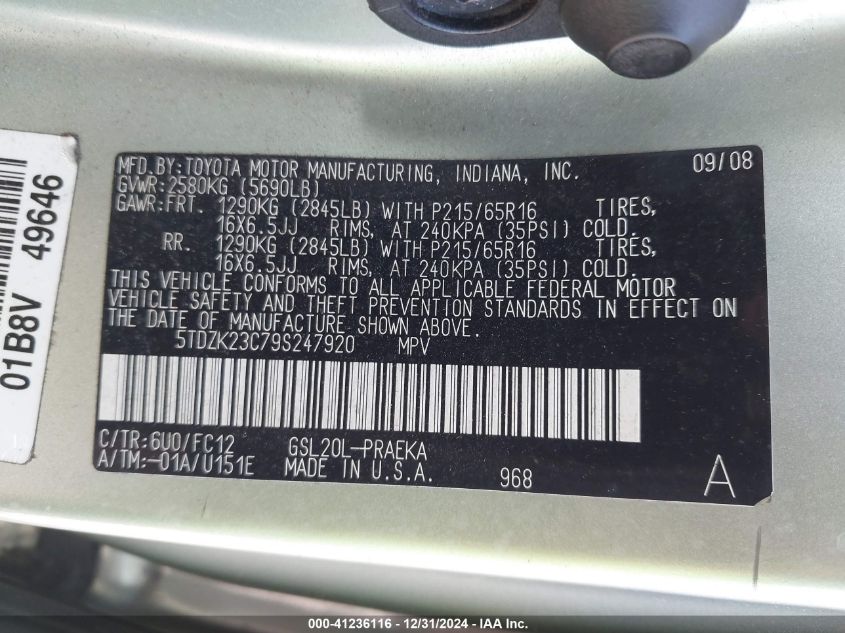 MFD.BY:TOYOTA MOTOR MANUFACTURING, INDIANA, INC. 09/08
GVWR:2580KG (5690LB)
GAWR:FRT. 1290KG (2845LB) WITH P215/65R16 TIRES,
16X6.5JJ RIMS, AT 240KPA (35PSI) COLD.
RR. 1290KG (2845LB) WITH P215/65R16 TIRES,
16X6.5JJ RIMS, AT 240KPA (35PSI) COLD.
THIS VEHICLE CONFORMS TO ALL APPLICABLE FEDERAL MOTOR
VEHICLE SAFETY AND THEFT PREVENTION STANDARDS IN EFFECT ON
THE DATE OF MANUFACTURE SHOWN ABOVE.
5TDZK23C79S247920 MPV
C/TR:6U0/FC12 GSL20L-PRAEKA
A/TM:-01A/U151E MADE IN U.S.A. 968 A
01B8V 49646
000-41236116 - 12/31/2024 - IAA Inc.